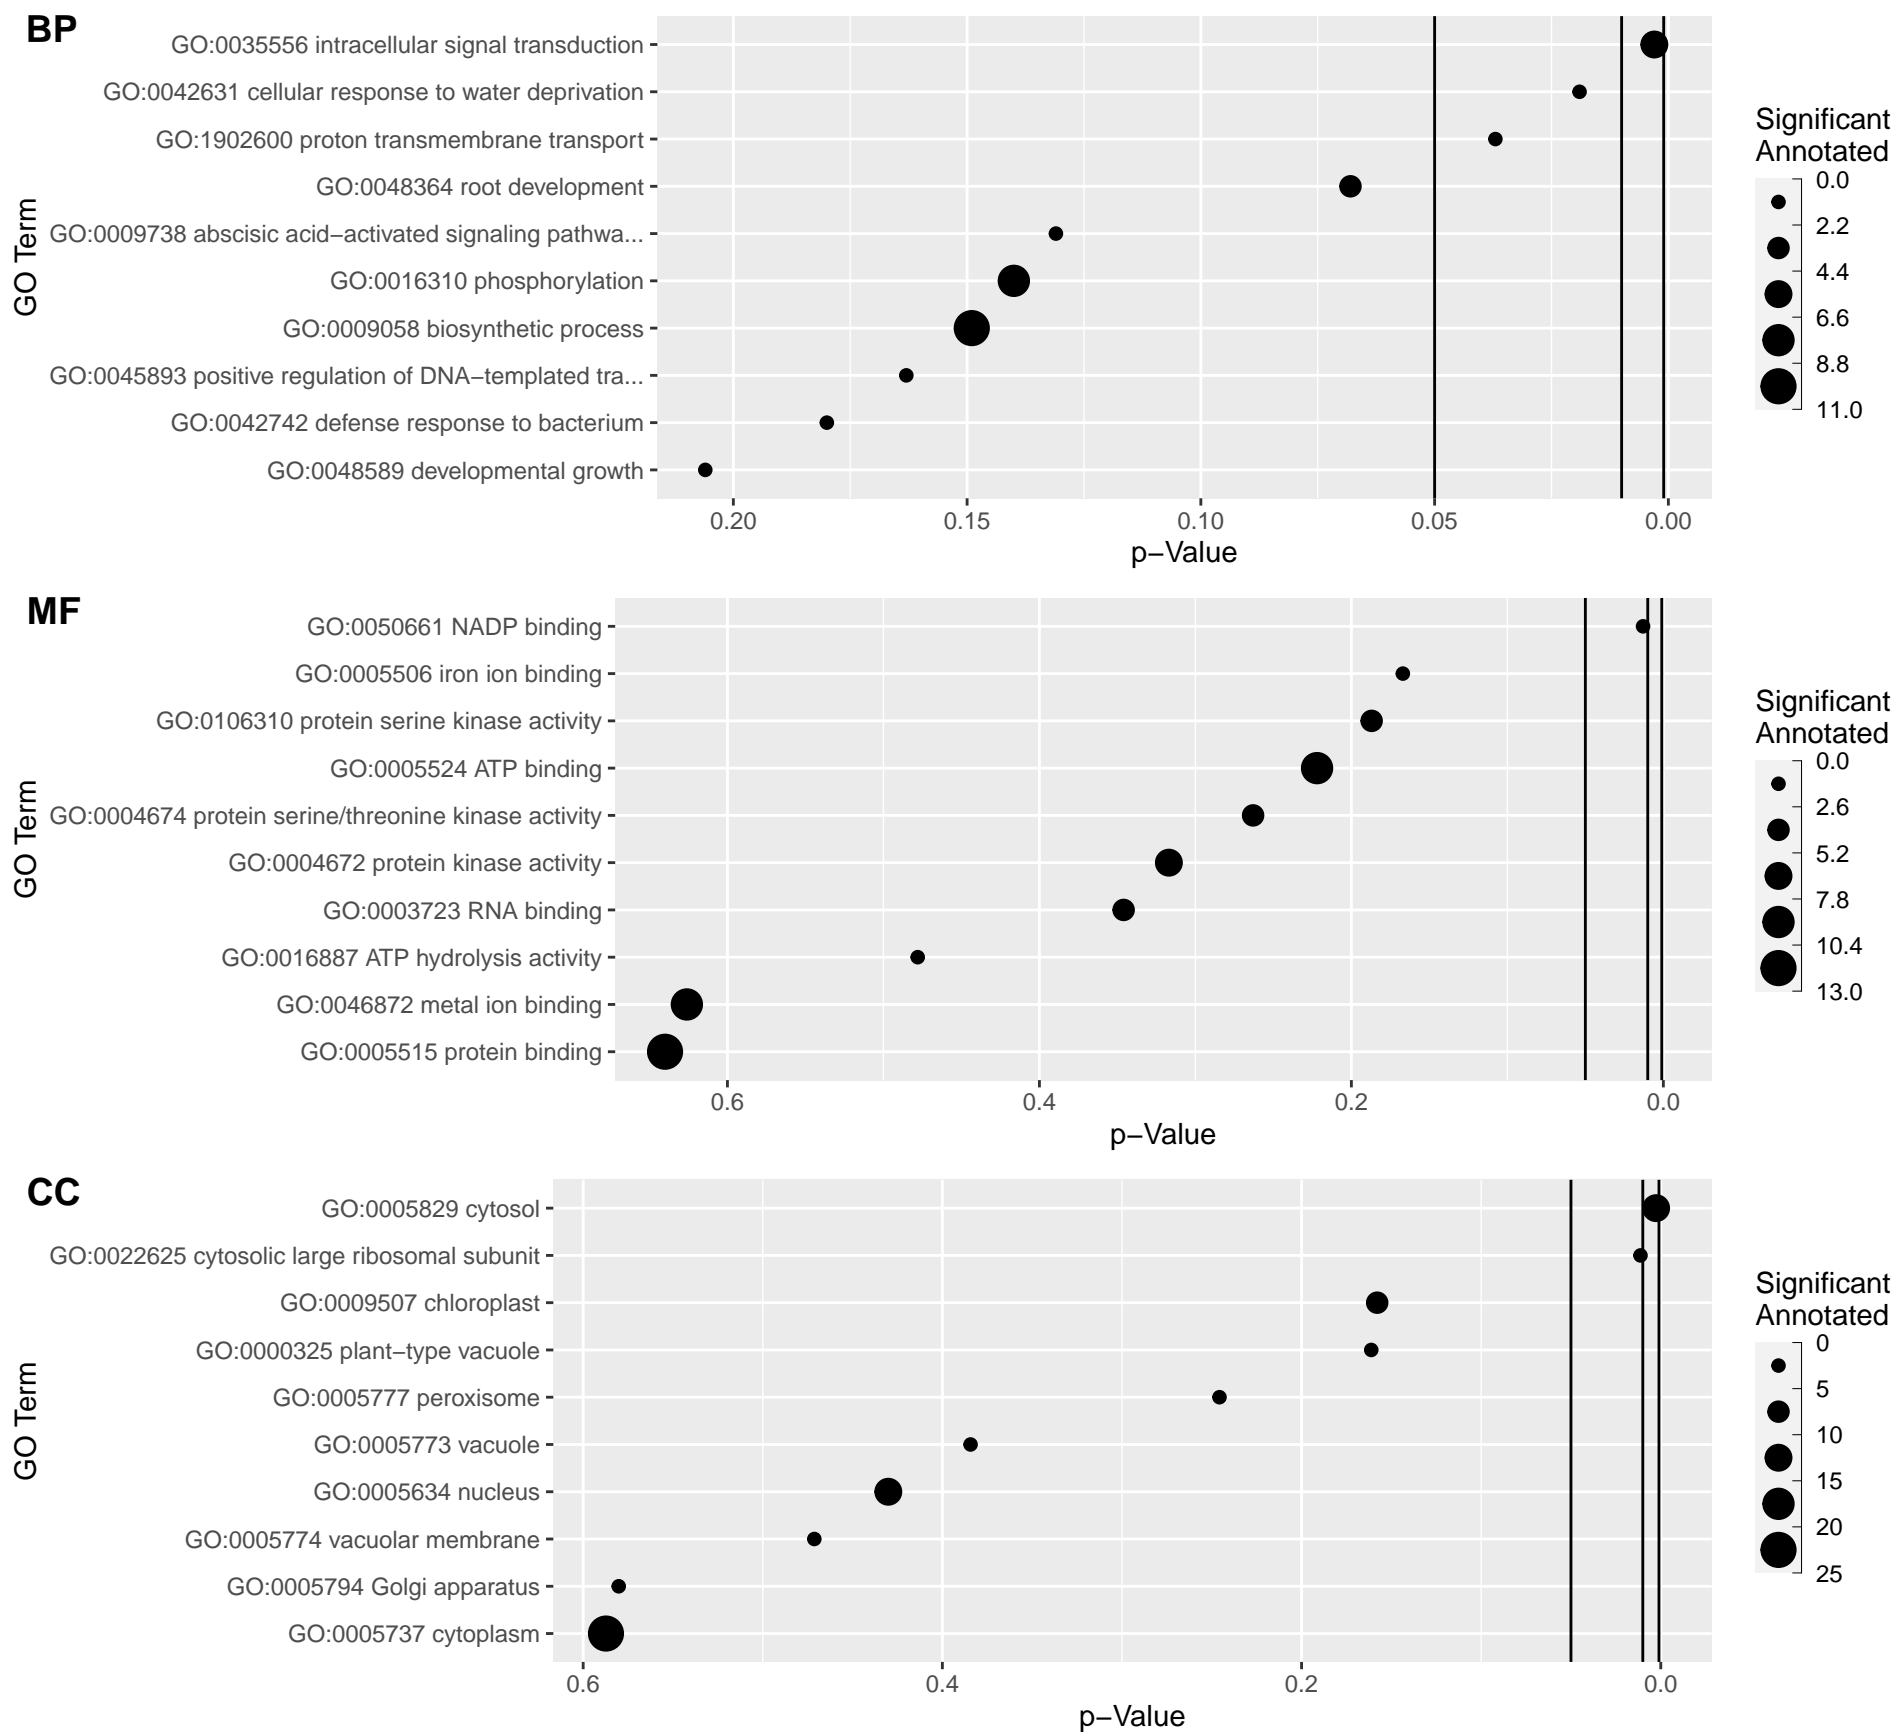 BP
GO Term
GO:0035556 intracellular signal transduction
GO:0042631 cellular response to water deprivation
GO:1902600 proton transmembrane transport
GO:0048364 root development
GO:0009738 abscisic acid−activated signaling pathwa...
GO:0016310 phosphorylation
GO:0009058 biosynthetic process
GO:0045893 positive regulation of DNA−templated tra...
GO:0042742 defense response to bacterium
GO:0048589 developmental growth
0.20 0.15 0.10 0.05 0.00
p−Value
Significant
Annotated
0.0
2.2
4.4
6.6
8.8
11.0
MF
GO Term
GO:0050661 NADP binding
GO:0005506 iron ion binding
GO:0106310 protein serine kinase activity
GO:0005524 ATP binding
GO:0004674 protein serine/threonine kinase activity
GO:0004672 protein kinase activity
GO:0003723 RNA binding
GO:0016887 ATP hydrolysis activity
GO:0046872 metal ion binding
GO:0005515 protein binding
0.6 0.4 0.2 0.0
p−Value
Significant
Annotated
0.0
2.6
5.2
7.8
10.4
13.0
CC
GO Term
GO:0005829 cytosol
GO:0022625 cytosolic large ribosomal subunit
GO:0009507 chloroplast
GO:0000325 plant−type vacuole
GO:0005777 peroxisome
GO:0005773 vacuole
GO:0005634 nucleus
GO:0005774 vacuolar membrane
GO:0005794 Golgi apparatus
GO:0005737 cytoplasm
0.6 0.4 0.2 0.0
p−Value
Significant
Annotated
0
5
10
15
20
25